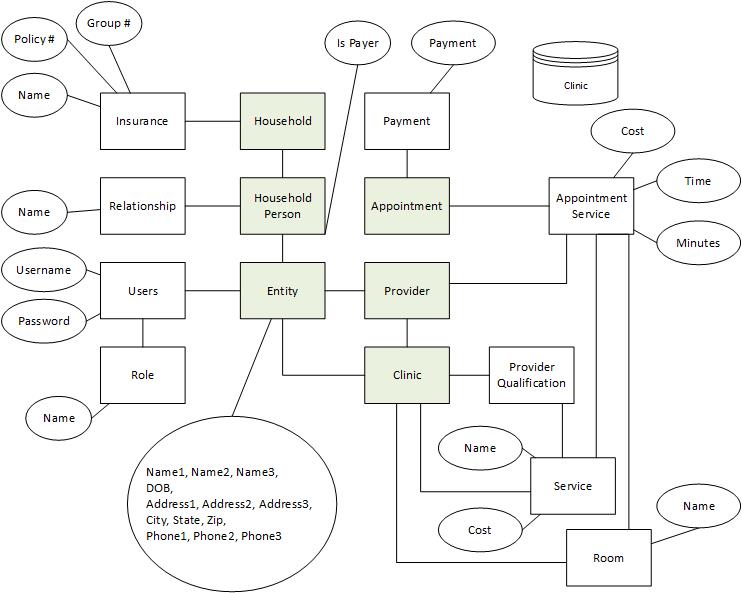 Group #
Policy #
Is Payer
Payment
Clinic
Name
Insurance
Household
Payment
Cost
Time
Relationship
Household
Person
Appointment
Appointment
Service
Name
Minutes
Username
Users
Entity
Provider
Password
Role
Clinic
Provider
Qualification
Name
Name
Name1, Name2, Name3,
DOB,
Address1, Address2, Address3,
City, State, Zip,
Phone1, Phone2, Phone3
Service
Name
Cost
Room